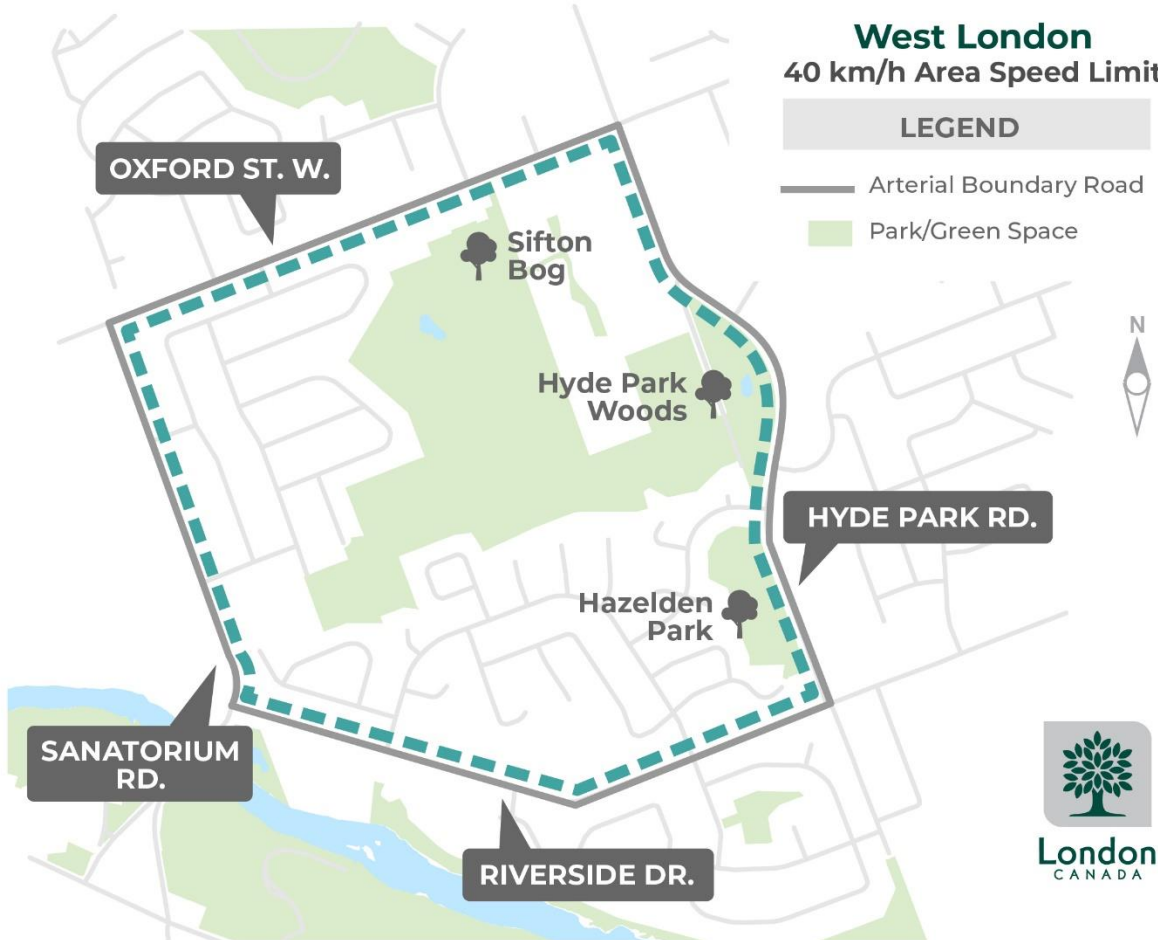 West London
40 km/h Area Speed Limit
LEGEND
Arterial Boundary Road
Park/Green Space
OXFORD ST. W.
Sifton
Bog
N
Hyde Park
Woods
HYDE PARK RD.
Hazelden
Park
SANATORIUM
RD.
RIVERSIDE DR.
London
CANADA